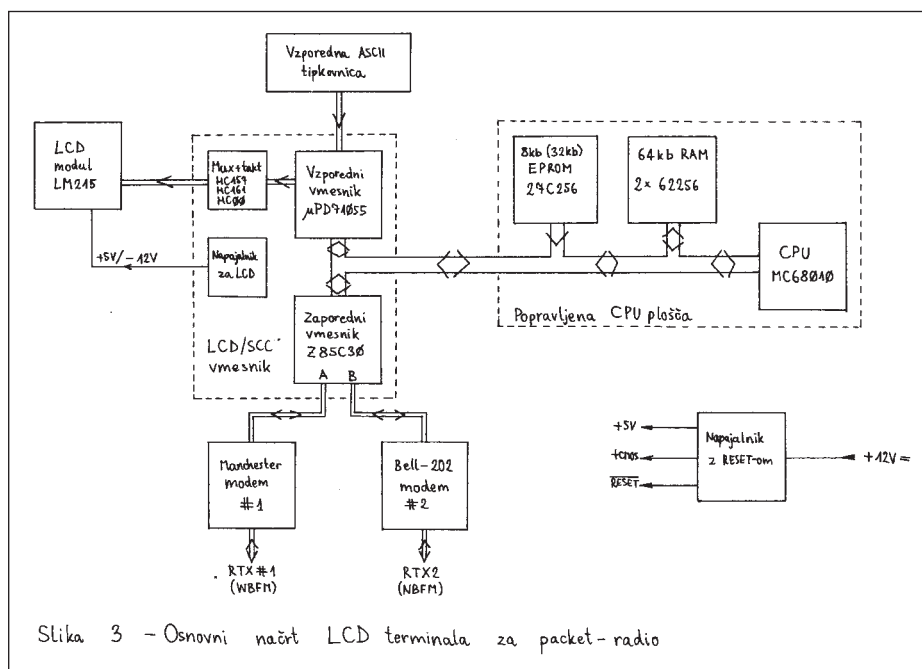 Vzporedna ASCII
tipkovnica
LCD
modul
LM215
Mux+takt
HC157
HC161
HC00
Vzporedni
vmesnik
µPD71055
8kb (32kb)
EPROM
27C256
64kb RAM
2x 62256
CPU
MC68010
+5V/-12V
Napajalnik
za LCD
Popravljena CPU plošča
Zaporedni
vmesnik
Z85C30
A B
LCD/SCC
vmesnik
Manchester
modem
#1
Bell-202
modem
#2
+5V
+CMOS
RESET
Napajalnik
z RESET-om
+12V=
RTX#1
(WBFM)
RTX2
(NBFM)
Slika 3 - Osnovni načrt LCD terminala za packet-radio